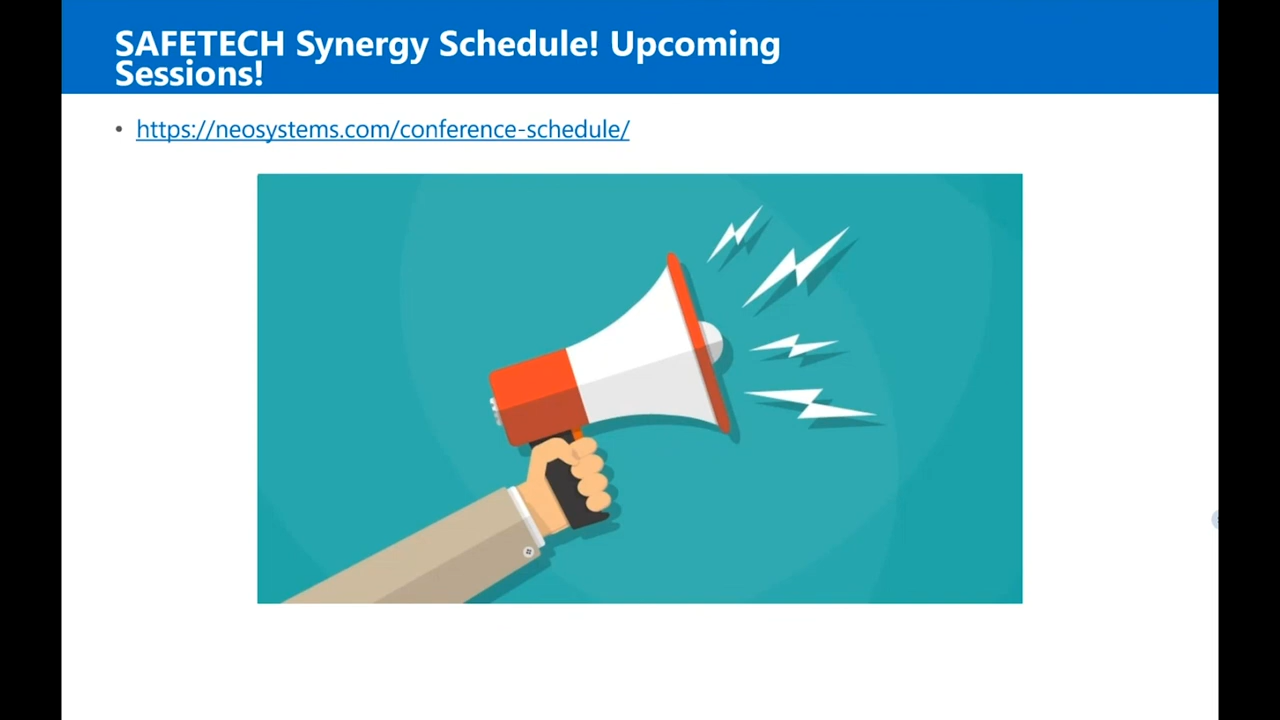 SAFETECH Synergy Schedule! Upcoming
Sessions!
• https://neosystems.com/conference-schedule/